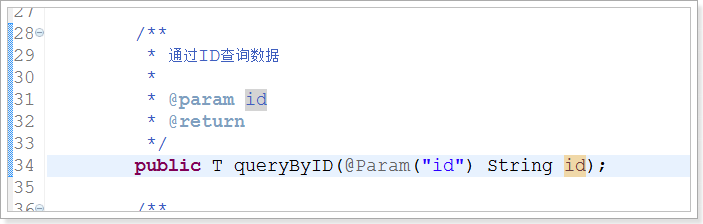 27
28 /**
29 * 通过ID查询数据
30 *
31 * @param id
32 * @return
33 */
34 public T queryByID(@Param("id") String id);
35
36 /**